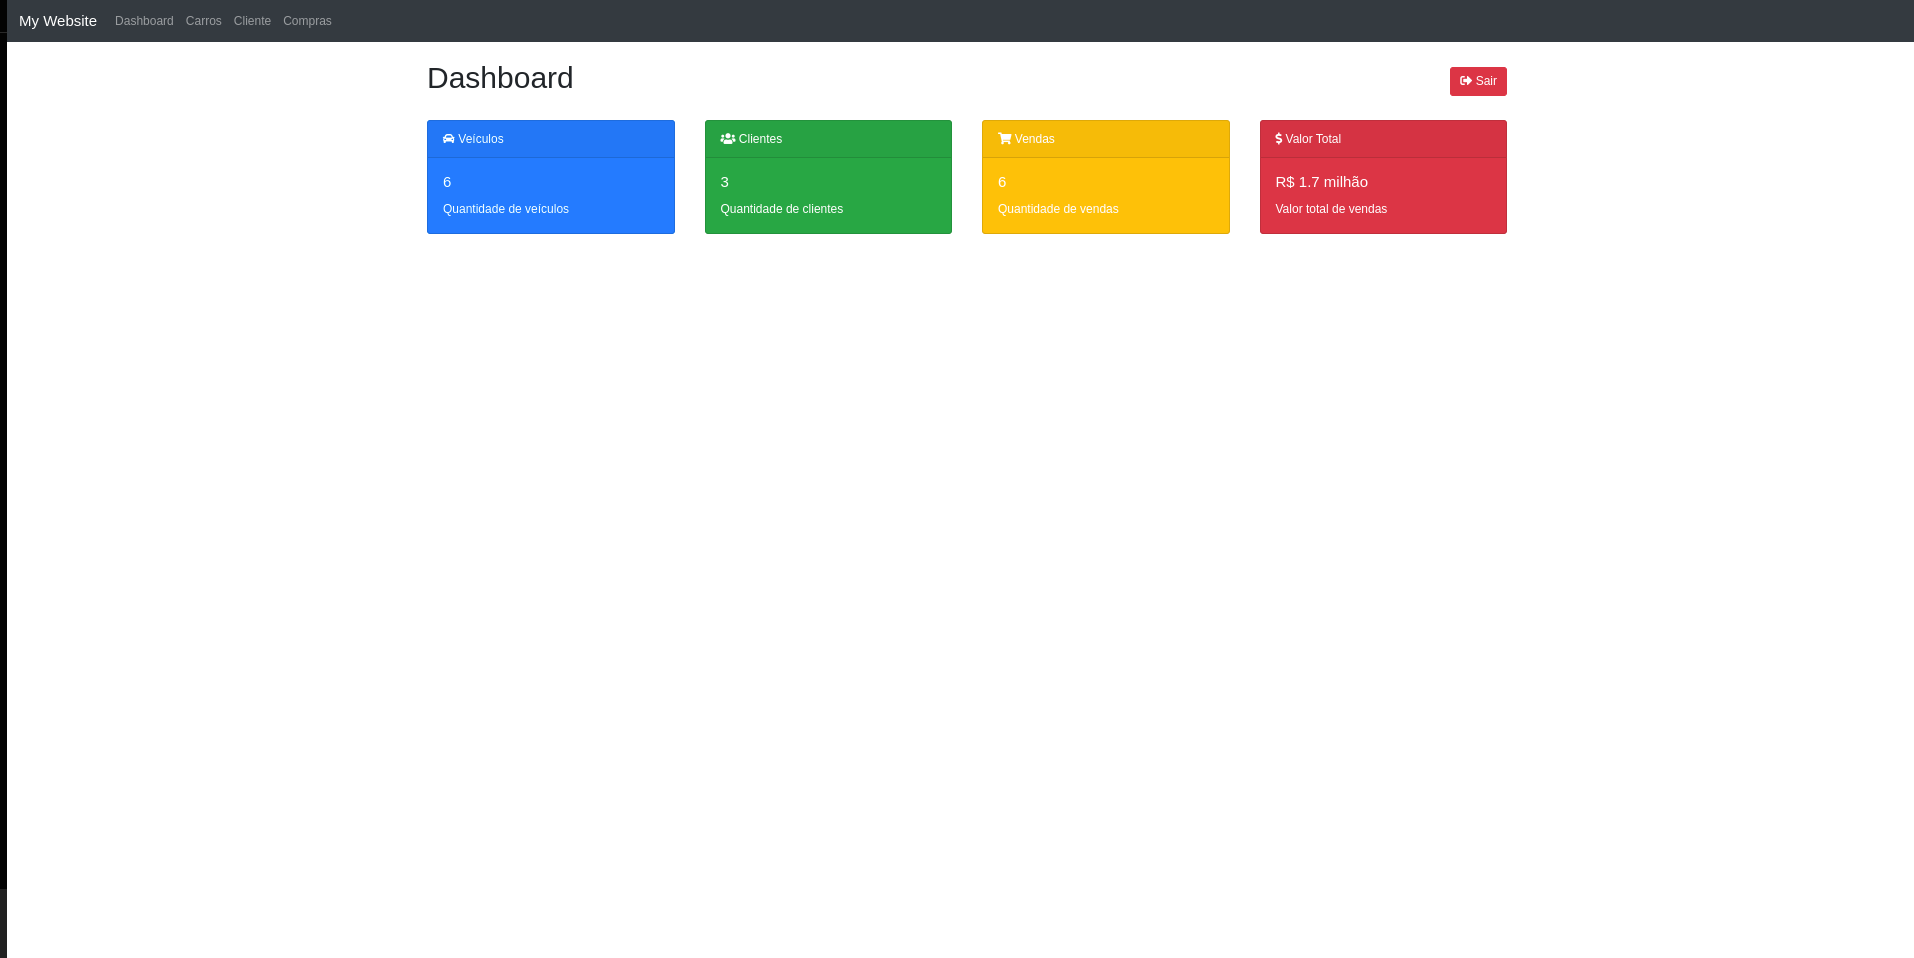 My Website Dashboard Carros Cliente Compras
Dashboard
Sair
Veículos
6
Quantidade de veículos
Clientes
3
Quantidade de clientes
Vendas
6
Quantidade de vendas
Valor Total
R$ 1.7 milhão
Valor total de vendas